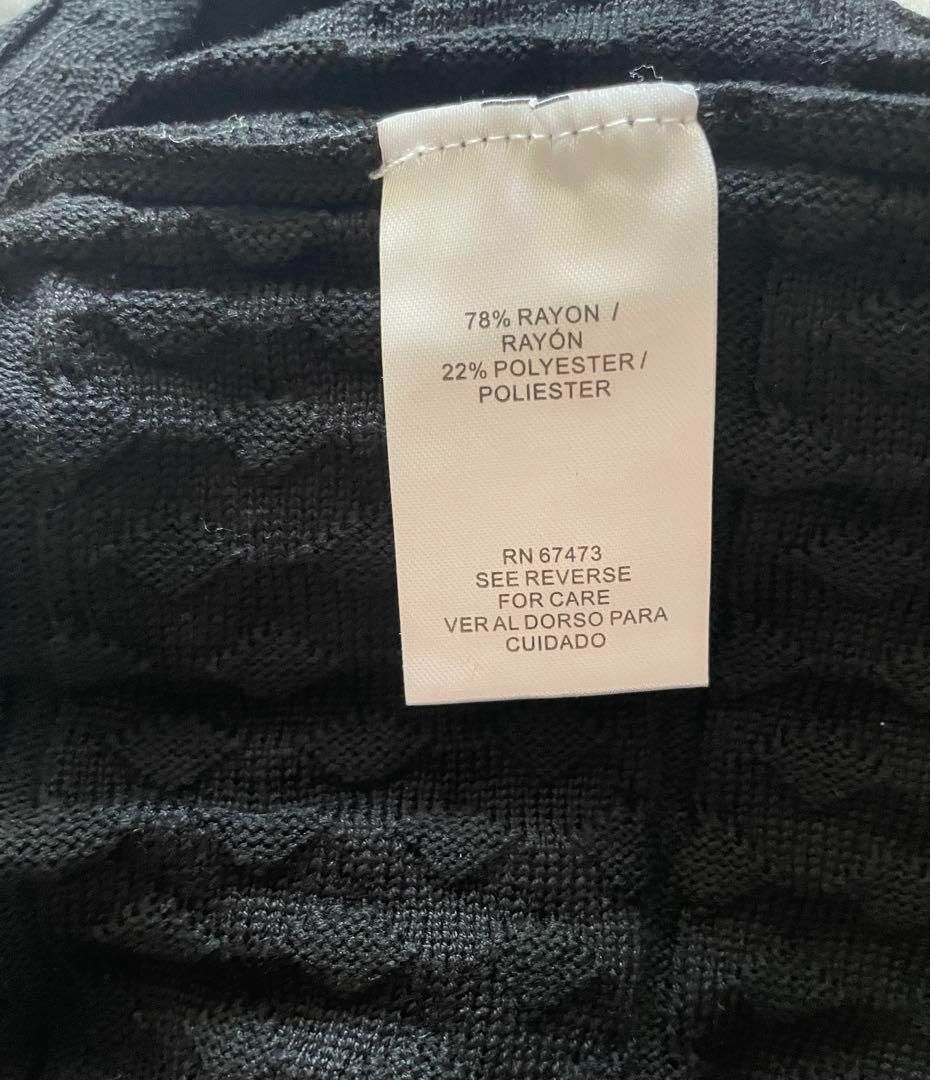 78% RAYON /
RAYÓN
22% POLYESTER /
POLIESTER
RN 67473
SEE REVERSE
FOR CARE
VER AL DORSO PARA
CUIDADO